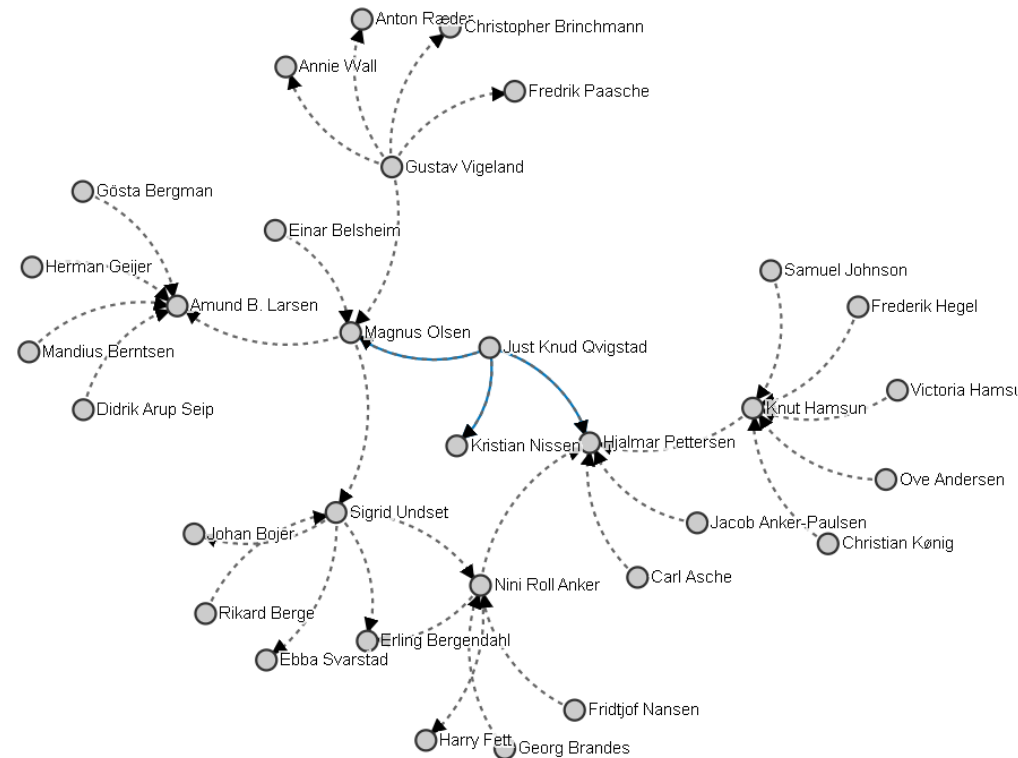 Anton Ræder
Christopher Brinchmann
Annie Wall
Fredrik Paasche
Gustav Vigeland
Gösta Bergman
Einar Belsheim
Herman Geijer
Samuel Johnson
Amund B. Larsen
Frederik Hegel
Magnus Olsen
Just Knud Qvigstad
Mandius Berntsen
Victoria Hamsu
Didrik Arup Seip
Knut Hamsun
Kristian Nissen
Hjalmar Pettersen
Ove Andersen
Sigrid Undset
Jacob Anker-Paulsen
Johan Bojer
Christian Kønig
Carl Asche
Nini Roll Anker
Rikard Berge
Erling Bergendahl
Ebba Svarstad
Fridtjof Nansen
Harry Fett
Georg Brandes